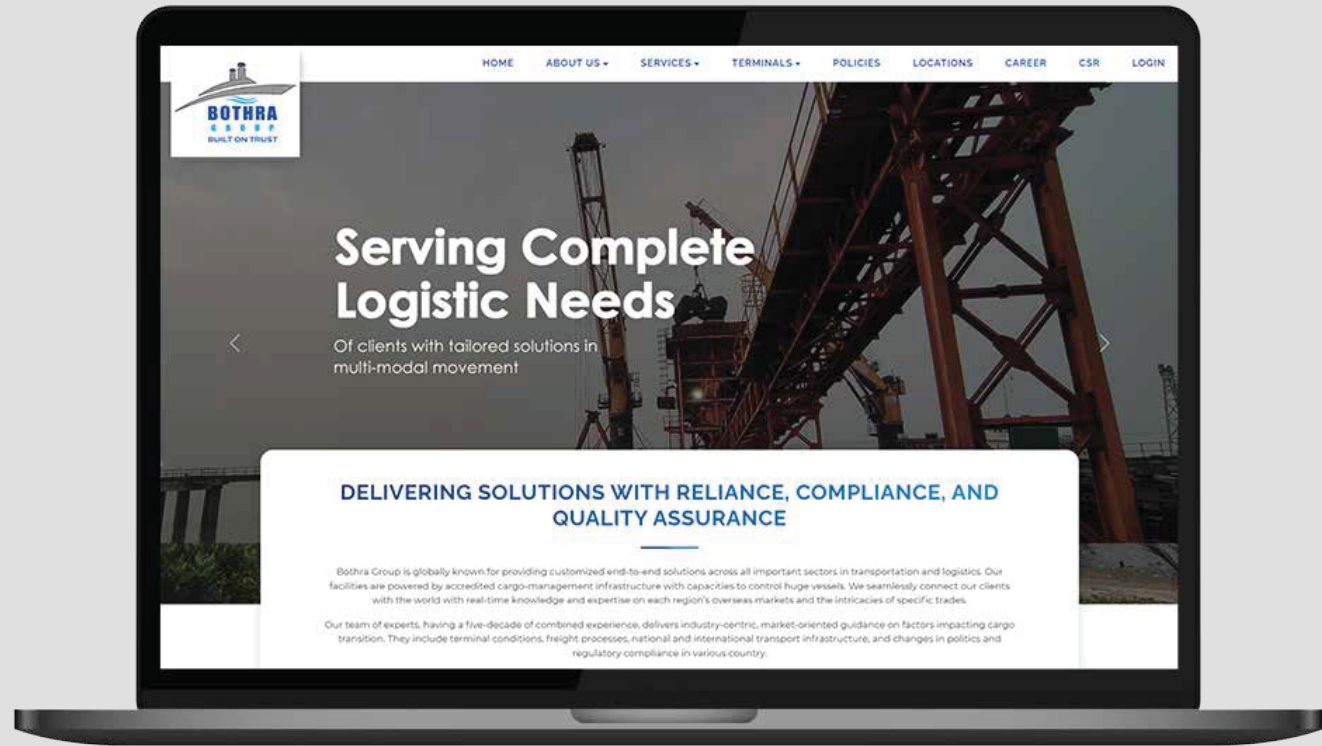 HOME ABOUT US SERVICES TERMINALS POLICIES LOCATIONS CAREER CSR LOGIN
BOTHRA
GROUP
BUILT ON TRUST
Serving Complete
Logistic Needs
Of clients with tailored solutions in
multi-modal movement
DELIVERING SOLUTIONS WITH RELIANCE, COMPLIANCE, AND
QUALITY ASSURANCE
Bothra Group is globally known for providing customized end-to-end solutions across all important sectors in transportation and logistics. Our
facilities are powered by accredited cargo-management infrastructure with capacities to control huge vessels. We seamlessly connect our clients
with the world with real-time knowledge and expertise on each region's overseas markets and the intricacies of specific trades.
Our team of experts, having a five-decade of combined experience, delivers industry-centric, market-oriented guidance on factors impacting cargo
transition. They include terminal conditions, freight processes, national and international transport infrastructure, and changes in politics and
regulatory compliance in various country.